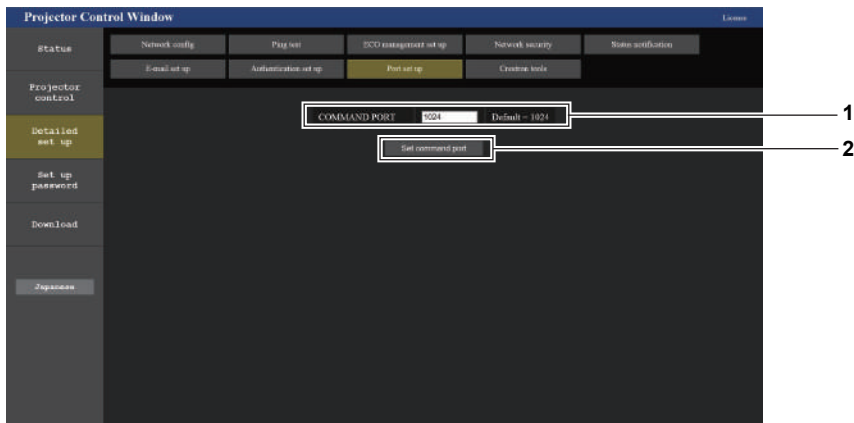 Projector Control Window
License
Status
Network config
Ping test
ECO management set up
Network security
Status notification
E-mail set up
Authentication set up
Port set up
Crestron tools
Projector
control
Detailed
set up
Set up
password
Download
Japanese
COMMAND PORT 1024 Default = 1024
Set command port
1
2